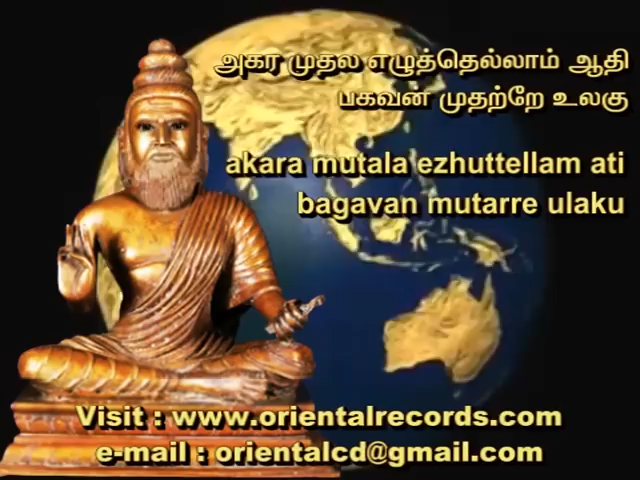 அகர முதல எழுத்தெல்லாம் ஆதி
பகவன் முதற்றே உலகு
akara mutala ezhuttellam ati
bagavan mutarre ulaku
Visit : www.orientalrecords.com
e-mail : orientalcd@gmail.com